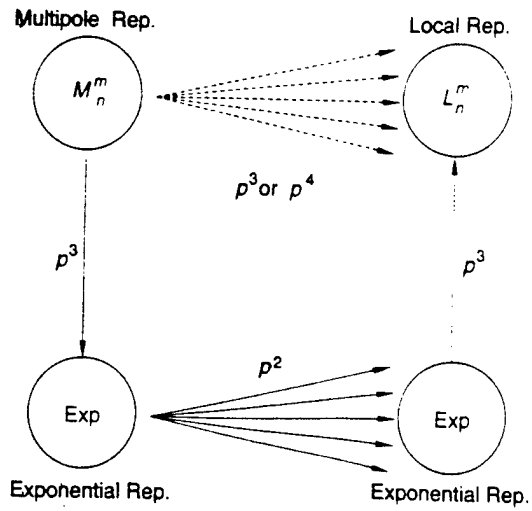 Multipole Rep.
Local Rep.
M_n^m
L_n^m
p^3 or p^4
p^3
p^3
p^2
Exp
Exp
Exponential Rep.
Exponential Rep.